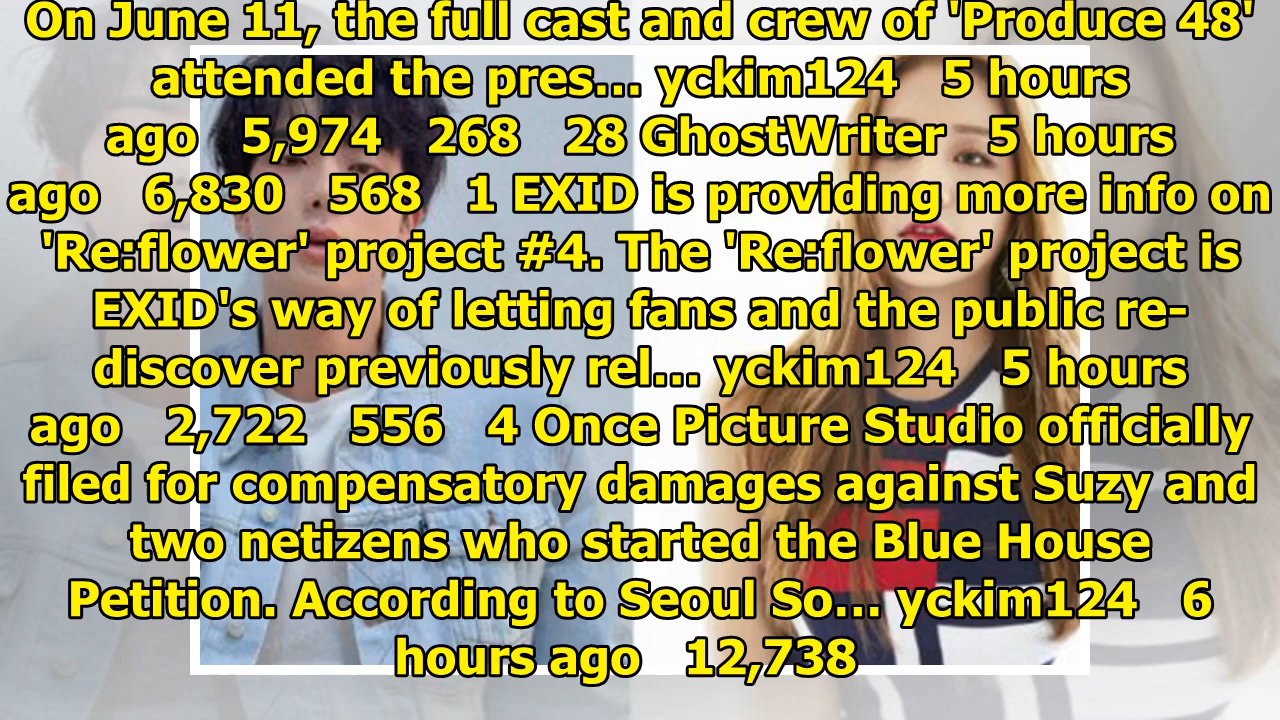 On June 11, the full cast and crew of 'Produce 48'
attended the pres... yckim124 5 hours
ago 5,974 268 28 GhostWriter 5 hours
ago 6,830 568 1 EXID is providing more info on
'Re:flower' project #4. The 'Re:flower' project is
EXID's way of letting fans and the public re-
discover previously rel... yckim124 5 hours
ago 2,722 556 4 Once Picture Studio officially
filed for compensatory damages against Suzy and
two netizens who started the Blue House
Petition. According to Seoul So... yckim124 6
hours ago 12,738